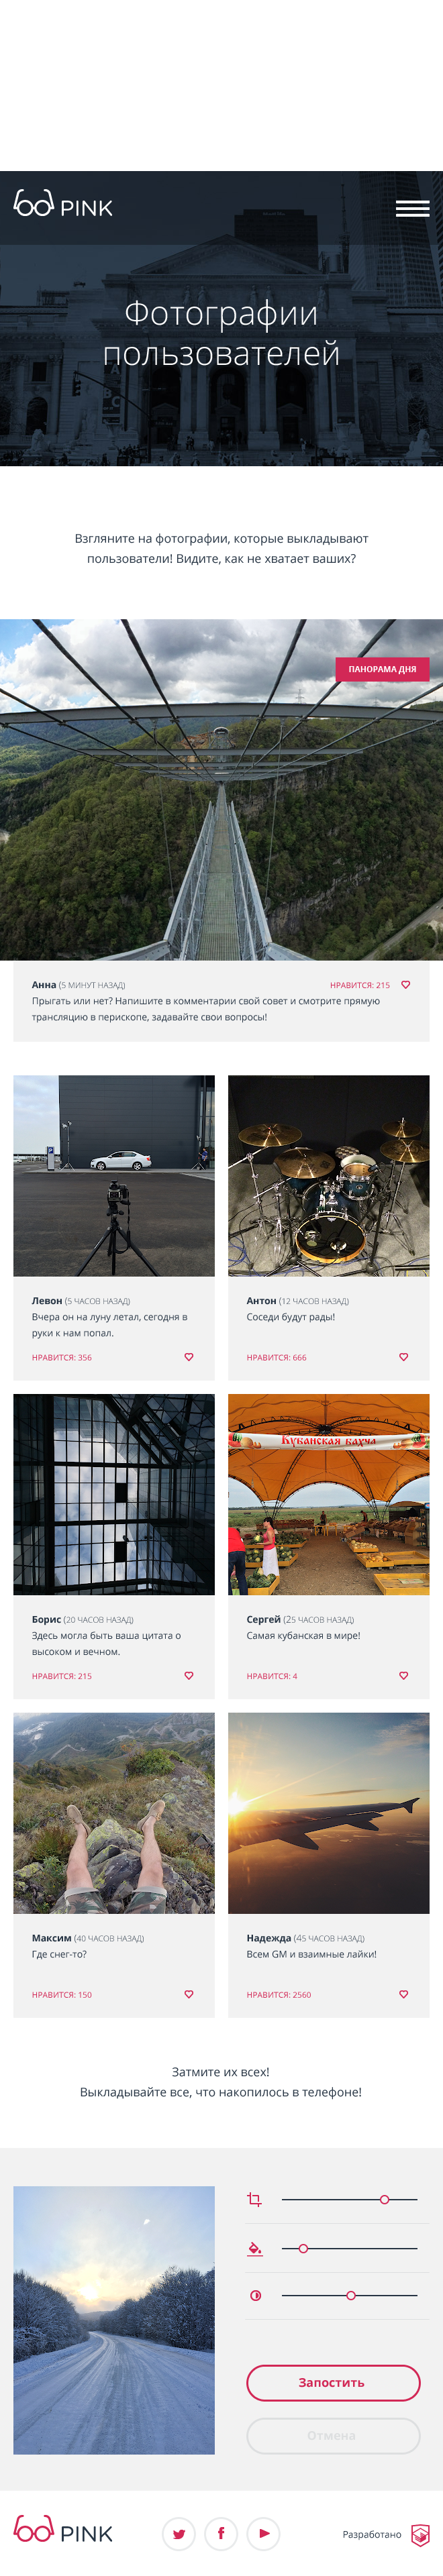 PINK
Фотографии
пользователей
Взгляните на фотографии, которые выкладывают
пользователи! Видите, как не хватает ваших?
ПАНОРАМА ДНЯ
Анна (5 МИНУТ НАЗАД)
НРАВИТСЯ: 215
Прыгать или нет? Напишите в комментарии свой совет и смотрите прямую
трансляцию в перископе, задавайте свои вопросы!
Левон (5 ЧАСОВ НАЗАД)
Вчера он на луну летал, сегодня в
руки к нам попал.
НРАВИТСЯ: 356
Антон (12 ЧАСОВ НАЗАД)
Соседи будут рады!
НРАВИТСЯ: 666
Кубанская бахча
Борис (20 ЧАСОВ НАЗАД)
Здесь могла быть ваша цитата о
высоком и вечном.
НРАВИТСЯ: 215
Сергей (25 ЧАСОВ НАЗАД)
Самая кубанская в мире!
НРАВИТСЯ: 4
Максим (40 ЧАСОВ НАЗАД)
Где снег-то?
НРАВИТСЯ: 150
Надежда (45 ЧАСОВ НАЗАД)
Всем GM и взаимные лайки!
НРАВИТСЯ: 2560
Затмите их всех!
Выкладывайте все, что накопилось в телефоне!
Запостить
Отмена
PINK
Разработано